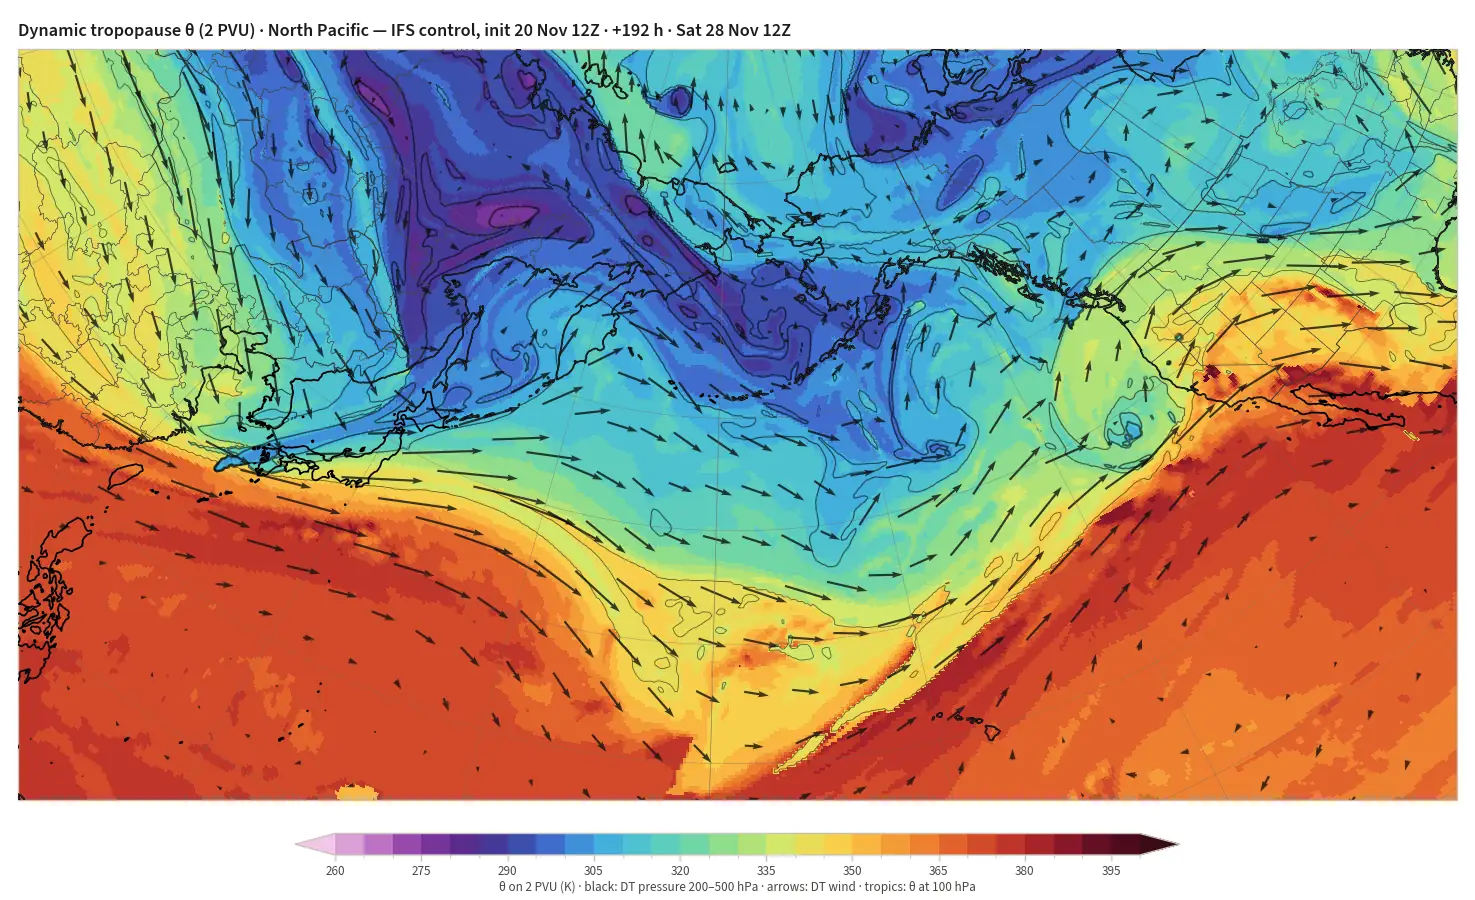 Dynamic tropopause θ (2 PVU) · North Pacific — IFS control, init 20 Nov 12Z · +192 h · Sat 28 Nov 12Z
260 275 290 305 320 335 350 365 380 395
θ on 2 PVU (K) · black: DT pressure 200–500 hPa · arrows: DT wind · tropics: θ at 100 hPa